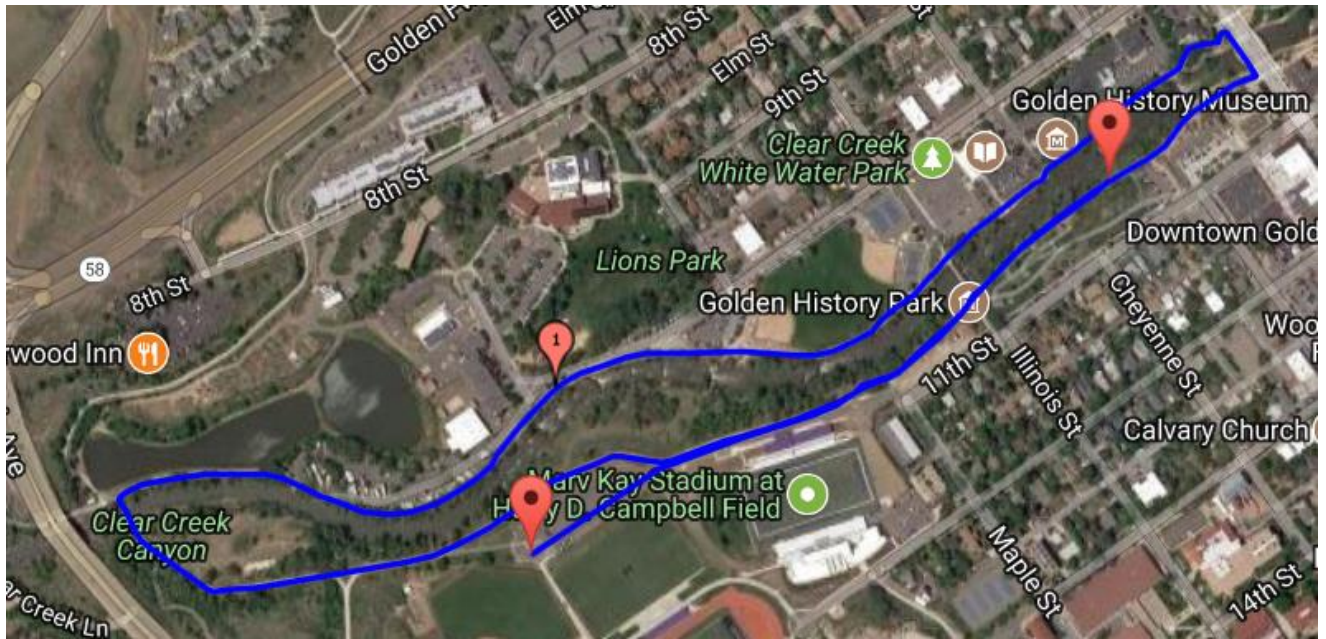 Elm St
8th St
Golden
Elm St
9th St
Golden History Museum
Clear Creek
White Water Park
8th St
Lions Park
Downtown Gold
58
8th St
Golden History Park
Cheyenne St
rwood Inn
1
11th St
Illinois St
Woo
Calvary Church
Ave
Marv Kay Stadium at
Campbell Field
Clear Creek
Canyon
Maple St
14th St
ar Creek Ln